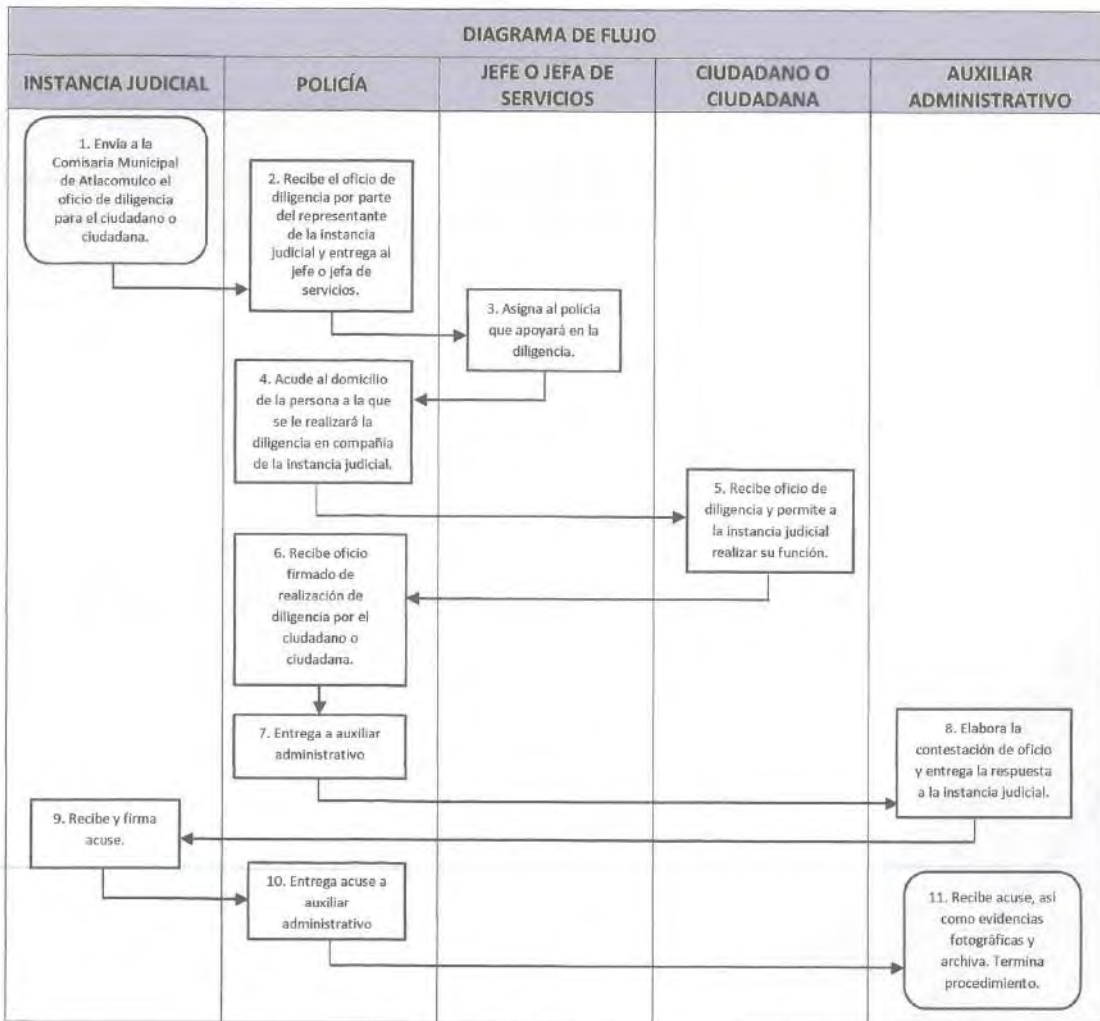 DIAGRAMA DE FLUJO
INSTANCIA JUDICIAL
POLICÍA
JEFE O JEFA DE
SERVICIOS
CIUDADANO O
CIUDADANA
AUXILIAR
ADMINISTRATIVO
1. Envía a la
Comisaría Municipal
de Atlacomulco el
oficio de diligencia
para el ciudadano o
ciudadana.
2. Recibe el oficio de
diligencia por parte
del representante
de la instancia
judicial y entrega al
jefe o jefa de
servicios.
3. Asigna al policía
que apoyará en la
diligencia.
4. Acude al domicilio
de la persona a la que
se le realizará la
diligencia en compañía
de la instancia judicial.
5. Recibe oficio de
diligencia y permite a
la instancia judicial
realizar su función.
6. Recibe oficio
firmado de
realización de
diligencia por el
ciudadano o
ciudadana.
7. Entrega a auxiliar
administrativo
8. Elabora la
contestación de oficio
y entrega la respuesta
a la instancia judicial.
9. Recibe y firma
acuse.
10. Entrega acuse a
auxiliar
administrativo
11. Recibe acuse, así
como evidencias
fotográficas y
archiva. Termina
procedimiento.